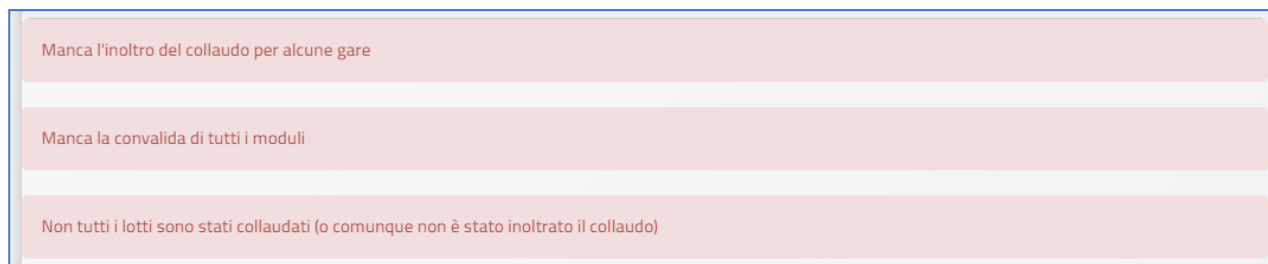 Manca l'inoltro del collaudo per alcune gare
Manca la convalida di tutti i moduli
Non tutti i lotti sono stati collaudati (o comunque non è stato inoltrato il collaudo)